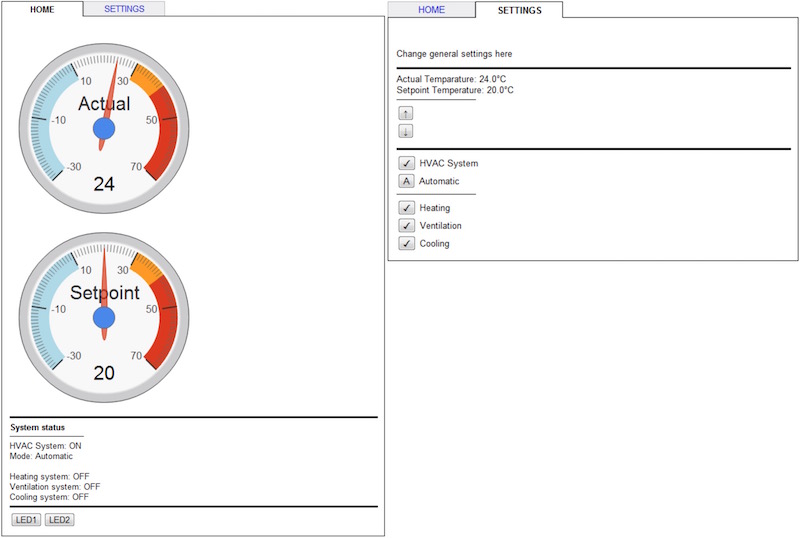 HOME
SETTINGS
10
30
Actual
-10
50
-30
70
24
10
30
Setpoint
-10
50
-30
70
20
System status
HVAC System: ON
Mode: Automatic
Heating system: OFF
Ventilation system: OFF
Cooling system: OFF
LED1 LED2
HOME
SETTINGS
Change general settings here
Actual Temparature: 24.0°C
Setpoint Temperature: 20.0°C
↑
↓
✓ HVAC System
A Automatic
✓ Heating
✓ Ventilation
✓ Cooling